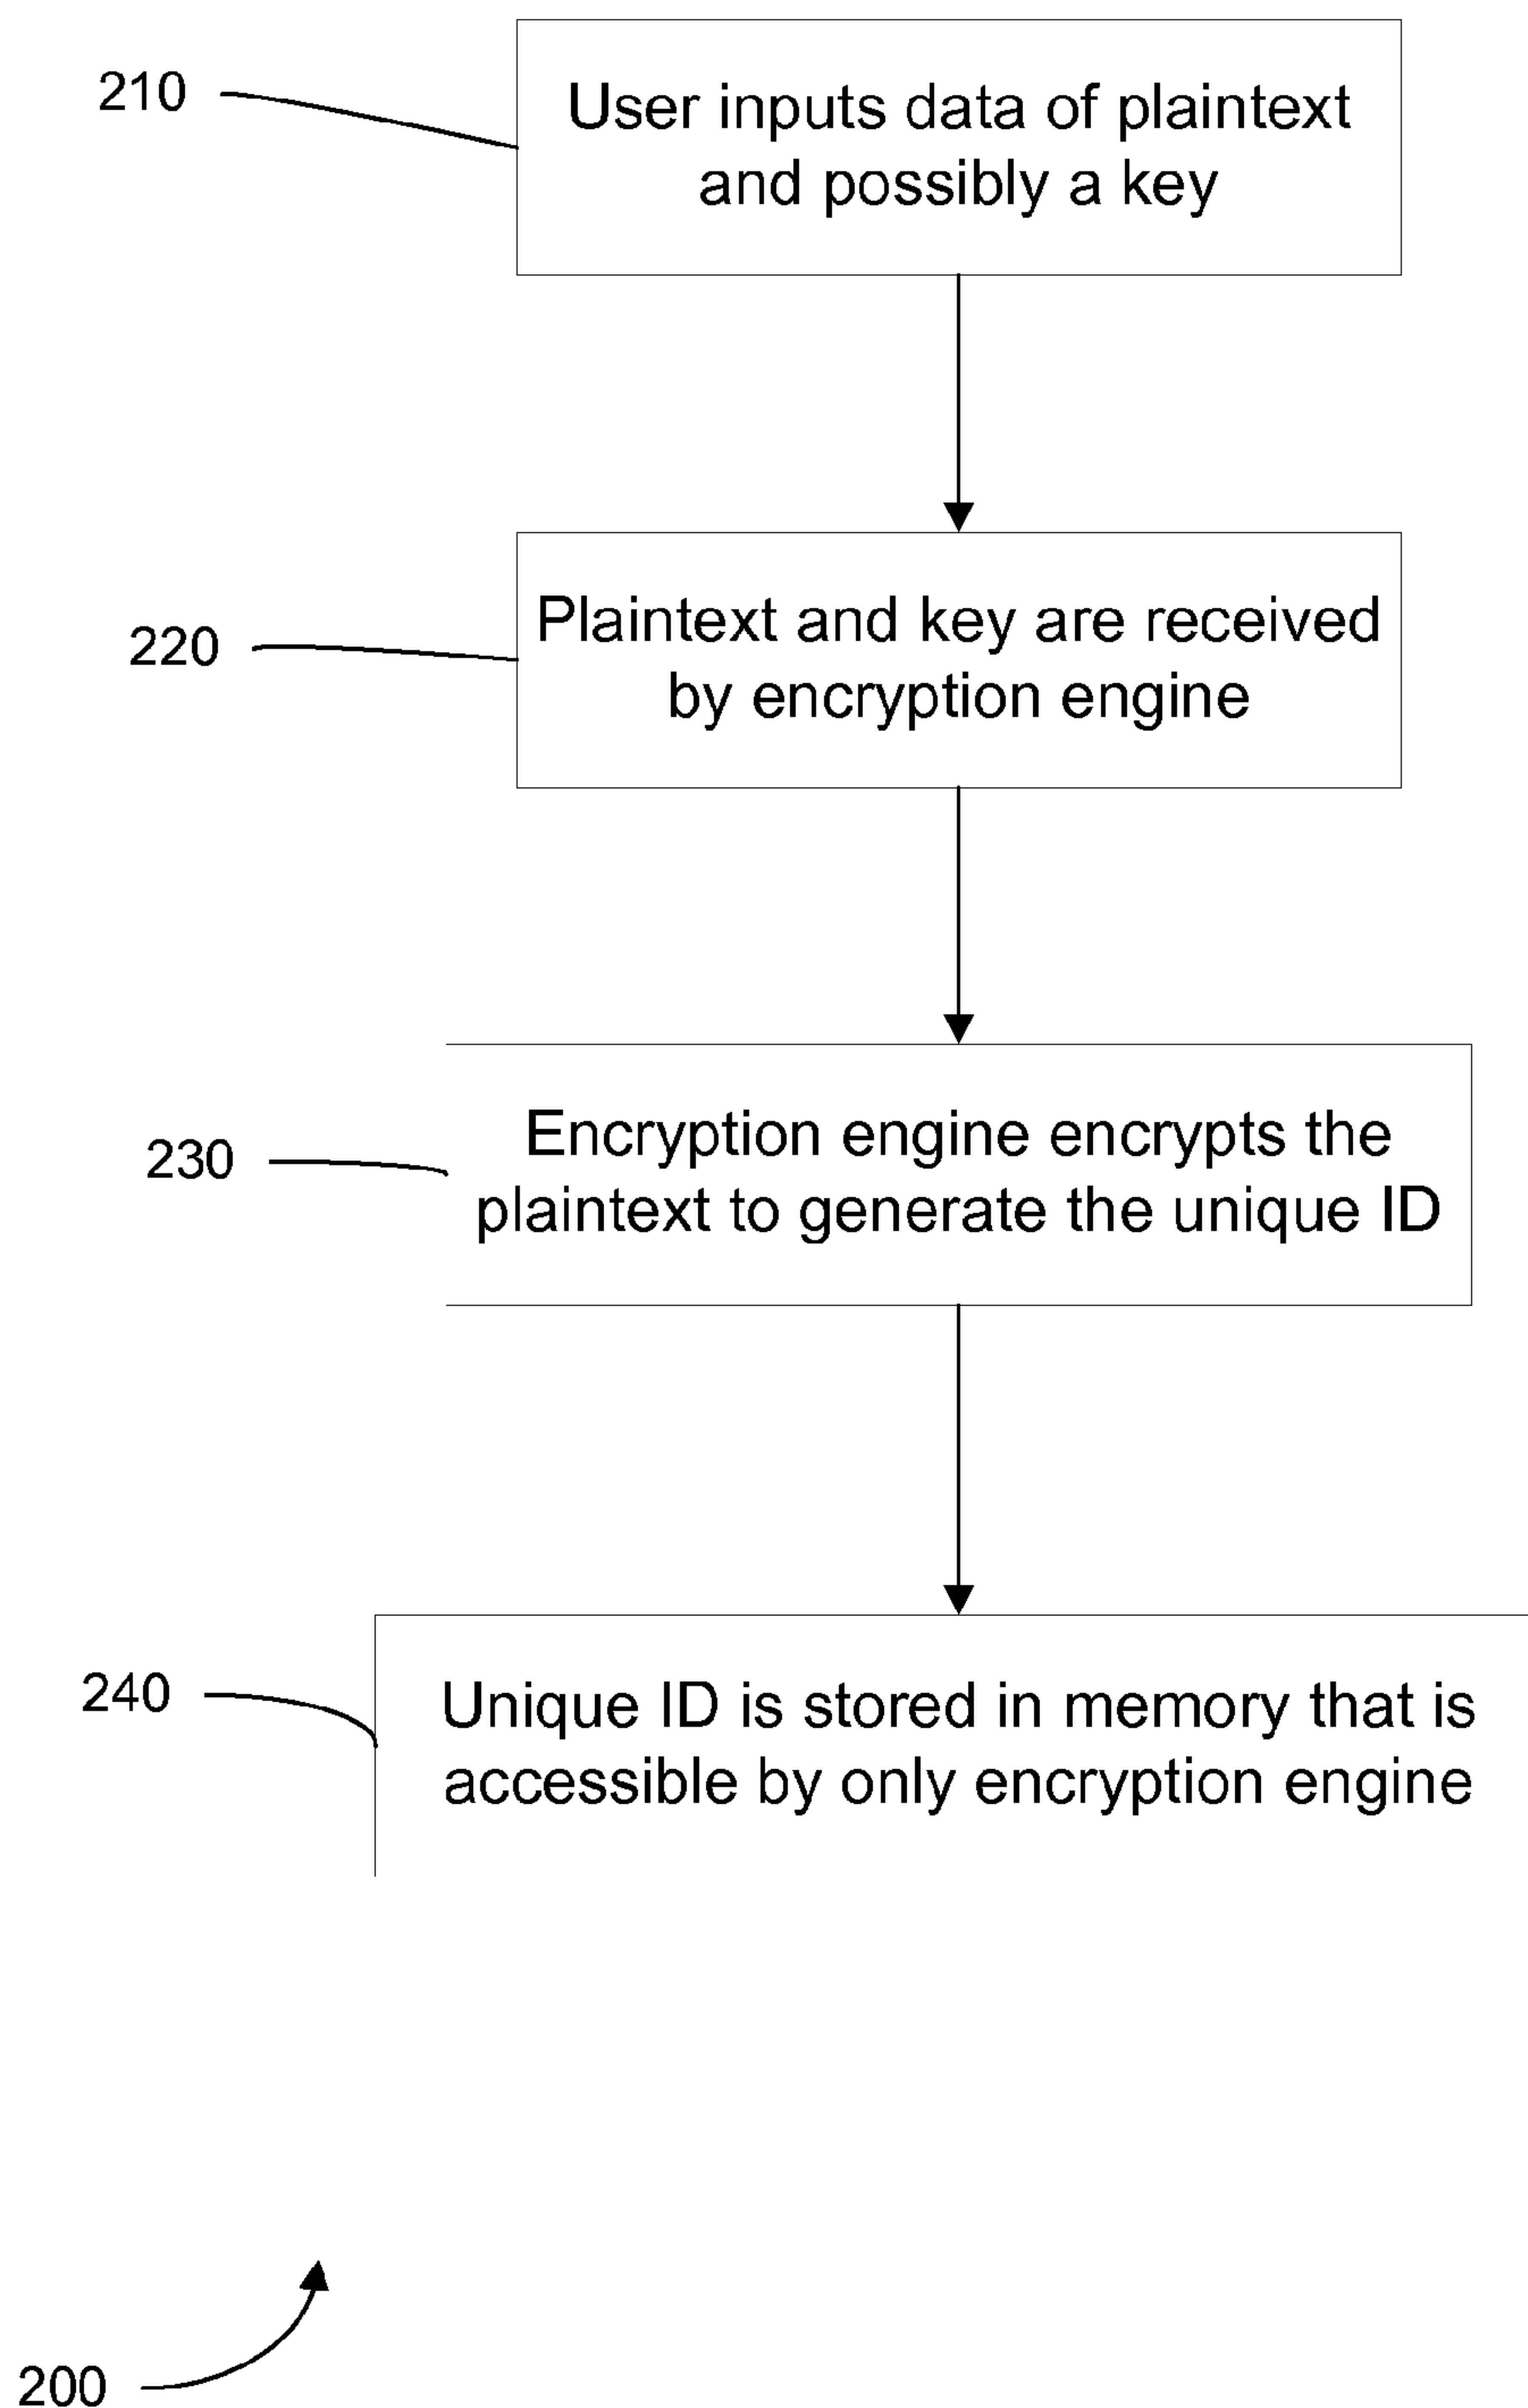 210
User inputs data of plaintext
and possibly a key
220
Plaintext and key are received
by encryption engine
230
Encryption engine encrypts the
plaintext to generate the unique ID
240
Unique ID is stored in memory that is
accessible by only encryption engine
200